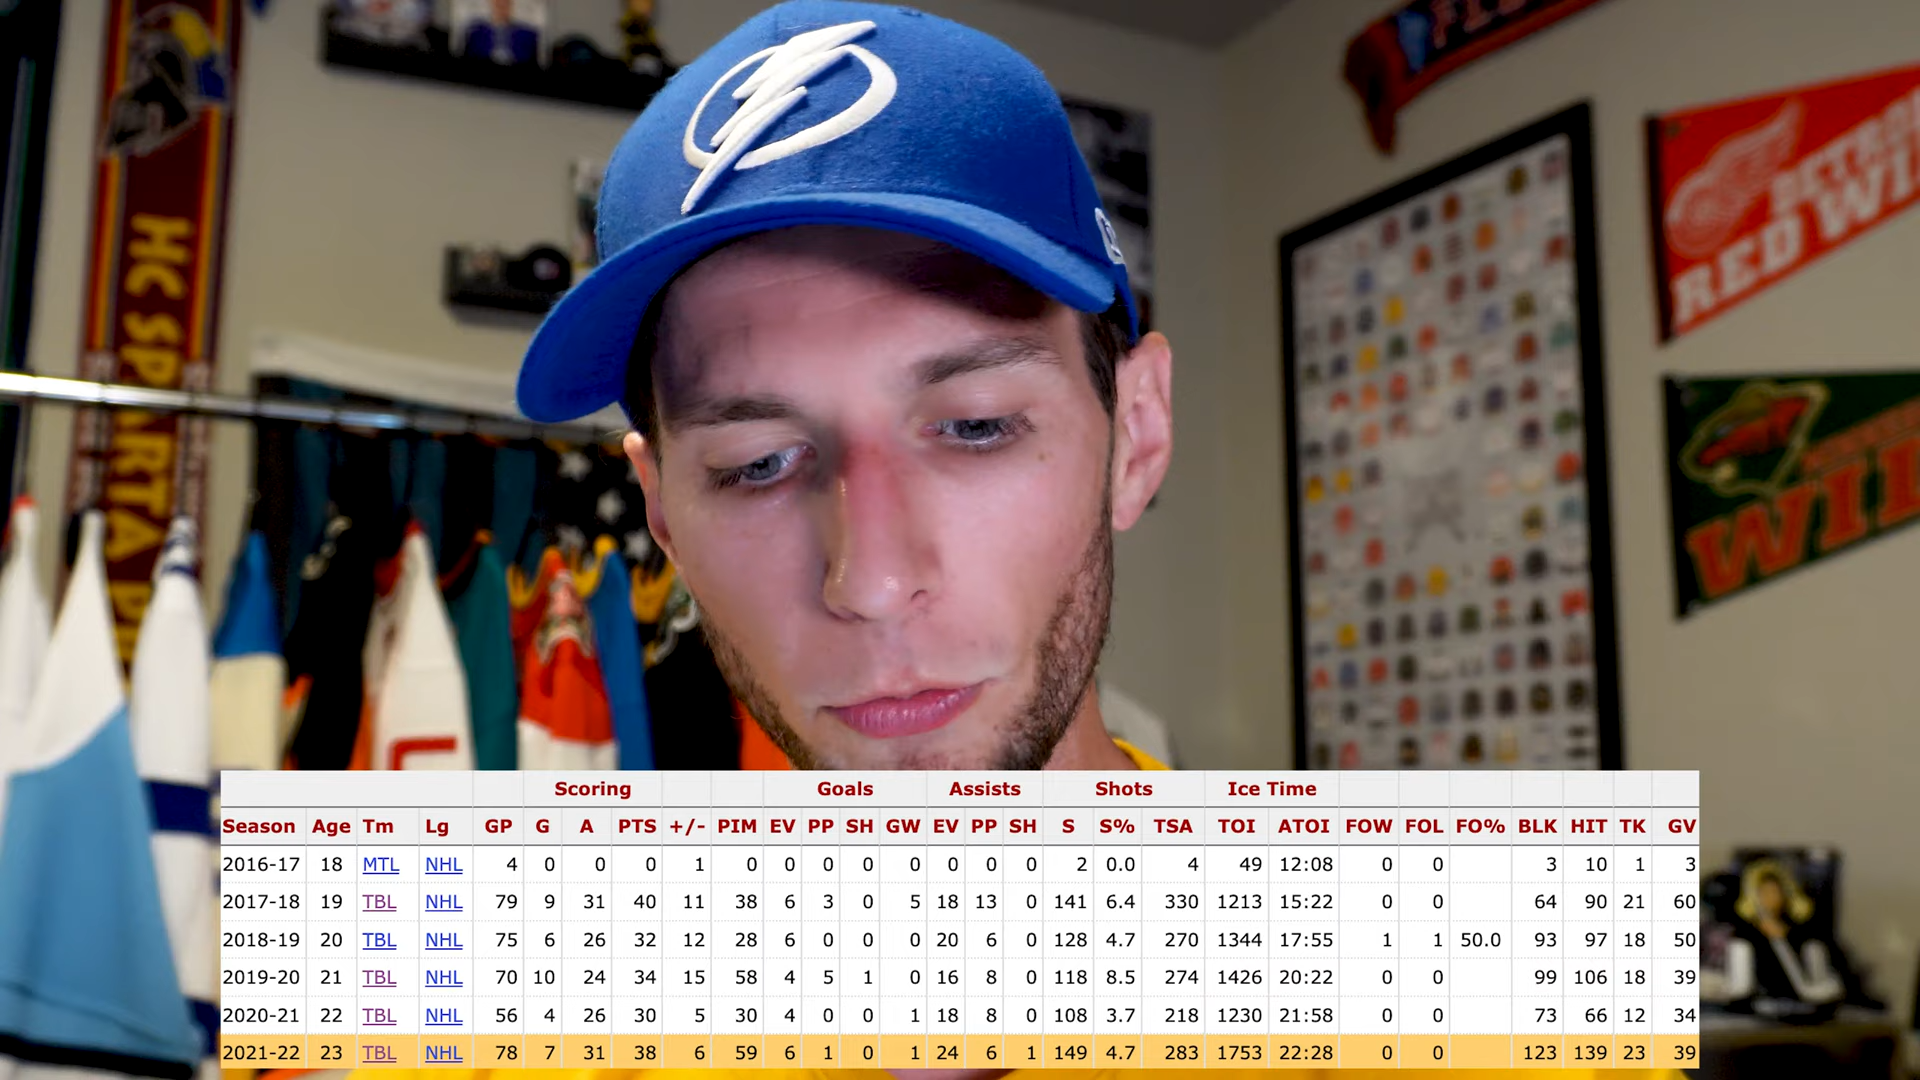 FL
DETROIT
RED WI
HC SPARTA P
WIL
Scoring Goals Assists Shots Ice Time
Season Age Tm Lg GP G A PTS +/- PIM EV PP SH GW EV PP SH S S% TSA TOI ATOI FOW FOL FO% BLK HIT TK GV
2016-17 18 MTL NHL 4 0 0 0 1 0 0 0 0 0 0 0 0 2 0.0 4 49 12:08 0 0 3 10 1 3
2017-18 19 TBL NHL 79 9 31 40 11 38 6 3 0 5 18 13 0 141 6.4 330 1213 15:22 0 0 64 90 21 60
2018-19 20 TBL NHL 75 6 26 32 12 28 6 0 0 0 20 6 0 128 4.7 270 1344 17:55 1 1 50.0 93 97 18 50
2019-20 21 TBL NHL 70 10 24 34 15 58 4 5 1 0 16 8 0 118 8.5 274 1426 20:22 0 0 99 106 18 39
2020-21 22 TBL NHL 56 4 26 30 5 30 4 0 0 1 18 8 0 108 3.7 218 1230 21:58 0 0 73 66 12 34
2021-22 23 TBL NHL 78 7 31 38 6 59 6 1 0 1 24 6 1 149 4.7 283 1753 22:28 0 0 123 139 23 39